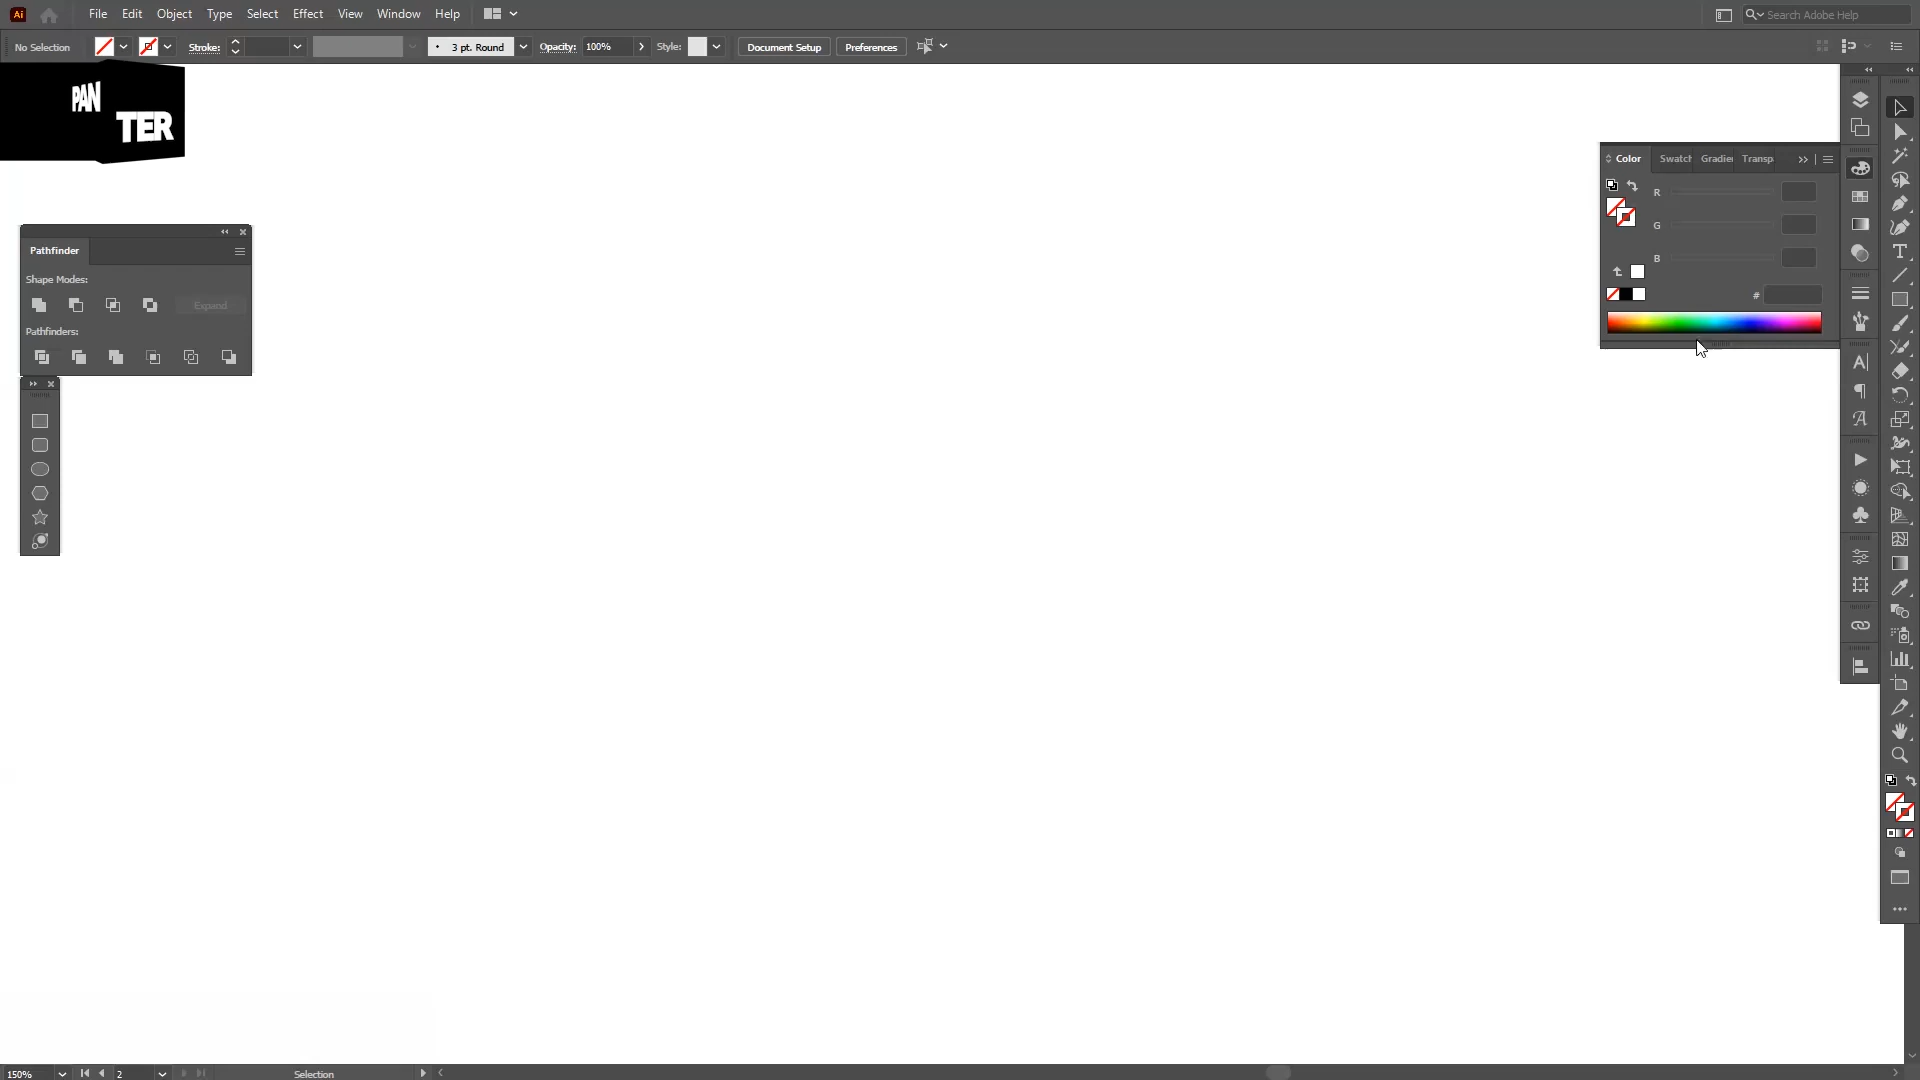 Ai File Edit Object Type Select Effect View Window Help Search Adobe Help
No Selection Stroke: 3 pt. Round Opacity: 100% Style: Document Setup Preferences
PAN
TER
Color Swatch Gradie Transp
R
G
B
#
Pathfinder
Shape Modes:
Expand
Pathfinders:
150% 2 Selection